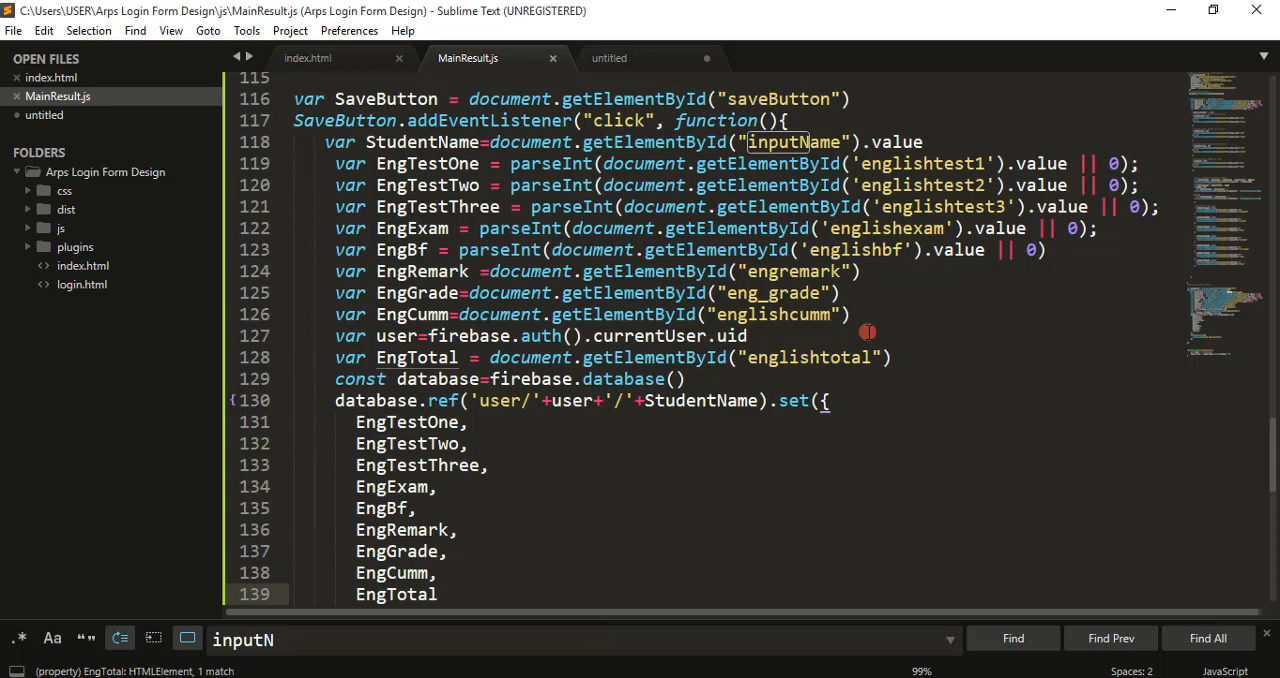 C:\Users\USER\Arps Login Form Design\js\MainResult.js (Arps Login Form Design) - Sublime Text (UNREGISTERED)
File Edit Selection Find View Goto Tools Project Preferences Help
OPEN FILES
index.html
MainResult.js
untitled
FOLDERS
Arps Login Form Design
css
dist
js
plugins
index.html
login.html
index.html MainResult.js untitled
115
116 var SaveButton = document.getElementById("saveButton")
117 SaveButton.addEventListener("click", function(){
118 var StudentName=document.getElementById("inputName").value
119 var EngTestOne = parseInt(document.getElementById('englishtest1').value || 0);
120 var EngTestTwo = parseInt(document.getElementById('englishtest2').value || 0);
121 var EngTestThree = parseInt(document.getElementById('englishtest3').value || 0);
122 var EngExam = parseInt(document.getElementById('englishexam').value || 0);
123 var EngBf = parseInt(document.getElementById('englishbf').value || 0)
124 var EngRemark =document.getElementById("engremark")
125 var EngGrade=document.getElementById("eng_grade")
126 var EngCumm=document.getElementById("englishcumm")
127 var user=firebase.auth().currentUser.uid
128 var EngTotal = document.getElementById("englishtotal")
129 const database=firebase.database()
130 database.ref('user/'+user+'/'+StudentName).set({
131 EngTestOne,
132 EngTestTwo,
133 EngTestThree,
134 EngExam,
135 EngBf,
136 EngRemark,
137 EngGrade,
138 EngCumm,
139 EngTotal
.* Aa “” inputN Find Find Prev Find All
(property) EngTotal: HTMLElement, 1 match 99% Spaces: 2 JavaScript